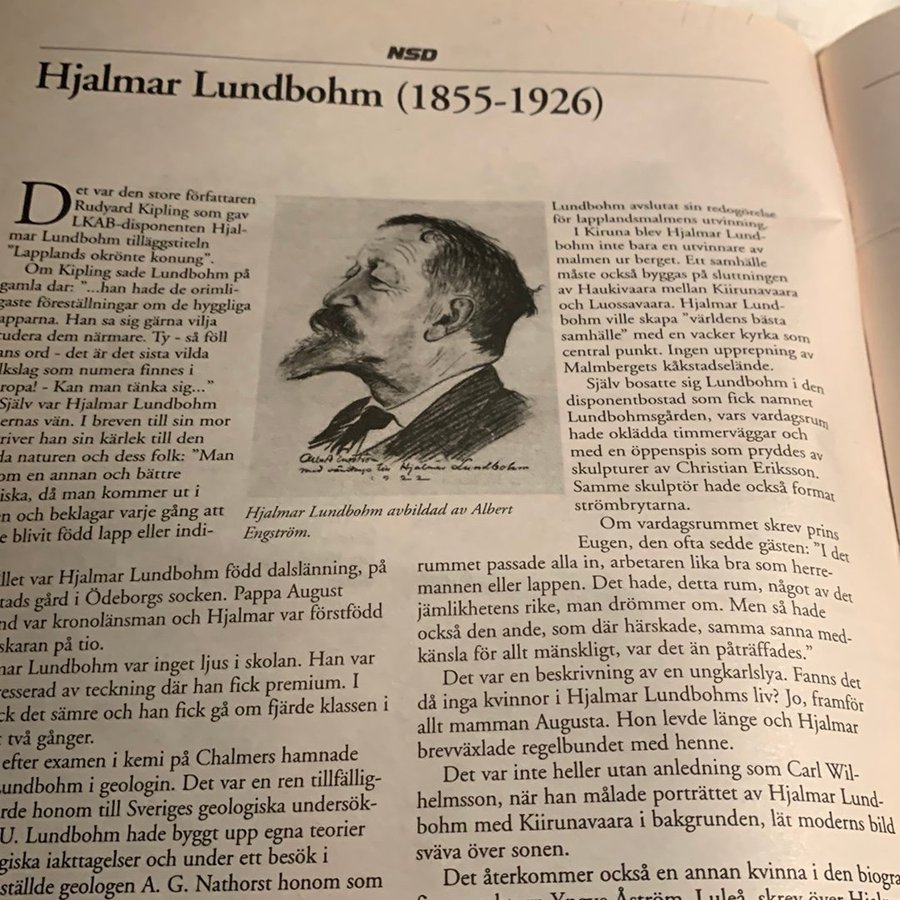 NSD
Hjalmar Lundbohm (1855-1926)
Det var den store författaren
Rudyard Kipling som gav
LKAB-disponenten Hjal-
mar Lundbohm tilläggstiteln
"Lapplands okrönte konung".
Om Kipling sade Lundbohm på
gamla dar: "...han hade de orimli-
gaste föreställningar om de hyggliga
apparna. Han sa sig gärna vilja
udera dem närmare. Ty - så föll
ans ord - det är det sista vilda
lkslag som numera finnes i
ropa! - Kan man tänka sig..."
Själv var Hjalmar Lundbohm
ernas vän. I breven till sin mor
river han sin kärlek till den
da naturen och dess folk: "Man
om en annan och bättre
iska, då man kommer ut i
n och beklagar varje gång att
e blivit född lapp eller indi-
Albert Engström
med vänskap till Hjalmar Lundbohm
1922
Hjalmar Lundbohm avbildad av Albert
Engström.
llet var Hjalmar Lundbohm född dalslänning, på
tads gård i Ödeborgs socken. Pappa August
nd var kronolänsman och Hjalmar var förstfödd
skaran på tio.
nar Lundbohm var inget ljus i skolan. Han var
resserad av teckning där han fick premium. I
ck det sämre och han fick gå om fjärde klassen i
t två gånger.
efter examen i kemi på Chalmers hamnade
undbohm i geologin. Det var en ren tillfällig-
rde honom till Sveriges geologiska undersök-
U. Lundbohm hade byggt upp egna teorier
giska iakttagelser och under ett besök i
ställde geologen A. G. Nathorst honom som
Lundbohm avslutat sin redogörelse
för lapplandsmalmens utvinning.
I Kiruna blev Hjalmar Lund-
bohm inte bara en utvinnare av
malmen ur berget. Ett samhälle
måste också byggas på sluttningen
av Haukivaara mellan Kiirunavaara
och Luossavaara. Hjalmar Lund-
bohm ville skapa "världens bästa
samhälle" med en vacker kyrka som
central punkt. Ingen upprepning av
Malmbergets kåkstadselände.
Själv bosatte sig Lundbohm i den
disponentbostad som fick namnet
Lundbohmsgården, vars vardagsrum
hade oklädda timmerväggar och
med en öppenspis som pryddes av
skulpturer av Christian Eriksson.
Samme skulptör hade också format
strömbrytarna.
Om vardagsrummet skrev prins
Eugen, den ofta sedde gästen: "I det
rummet passade alla in, arbetaren lika bra som herre-
mannen eller lappen. Det hade, detta rum, något av det
jämlikhetens rike, man drömmer om. Men så hade
också den ande, som där härskade, samma sanna med-
känsla för allt mänskligt, var det än påträffades."
Det var en beskrivning av en ungkarlslya. Fanns det
då inga kvinnor i Hjalmar Lundbohms liv? Jo, framför
allt mamman Augusta. Hon levde länge och Hjalmar
brevväxlade regelbundet med henne.
Det var inte heller utan anledning som Carl Wil-
helmsson, när han målade porträttet av Hjalmar Lund-
bohm med Kiirunavaara i bakgrunden, lät moderns bild
sväva över sonen.
Det återkommer också en annan kvinna i den biogra
Yngve Åström, Luleå, skrev över